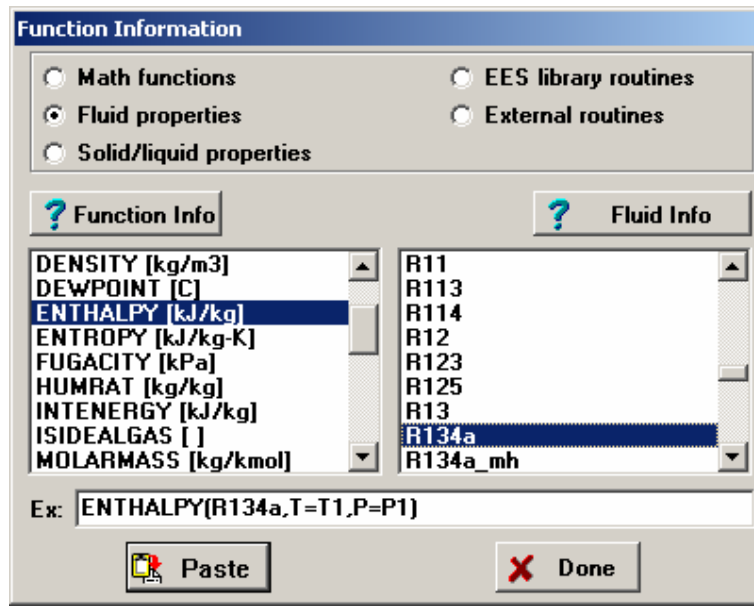 Function Information
Math functions
EES library routines
Fluid properties
External routines
Solid/liquid properties
? Function Info
? Fluid Info
DENSITY [kg/m3]
DEWPOINT [C]
ENTHALPY [kJ/kg]
ENTROPY [kJ/kg-K]
FUGACITY [kPa]
HUMRAT [kg/kg]
INTENERGY [kJ/kg]
ISIDEALGAS [ ]
MOLARMASS [kg/kmol]
R11
R113
R114
R12
R123
R125
R13
R134a
R134a_mh
Ex: ENTHALPY(R134a,T=T1,P=P1)
Paste
Done